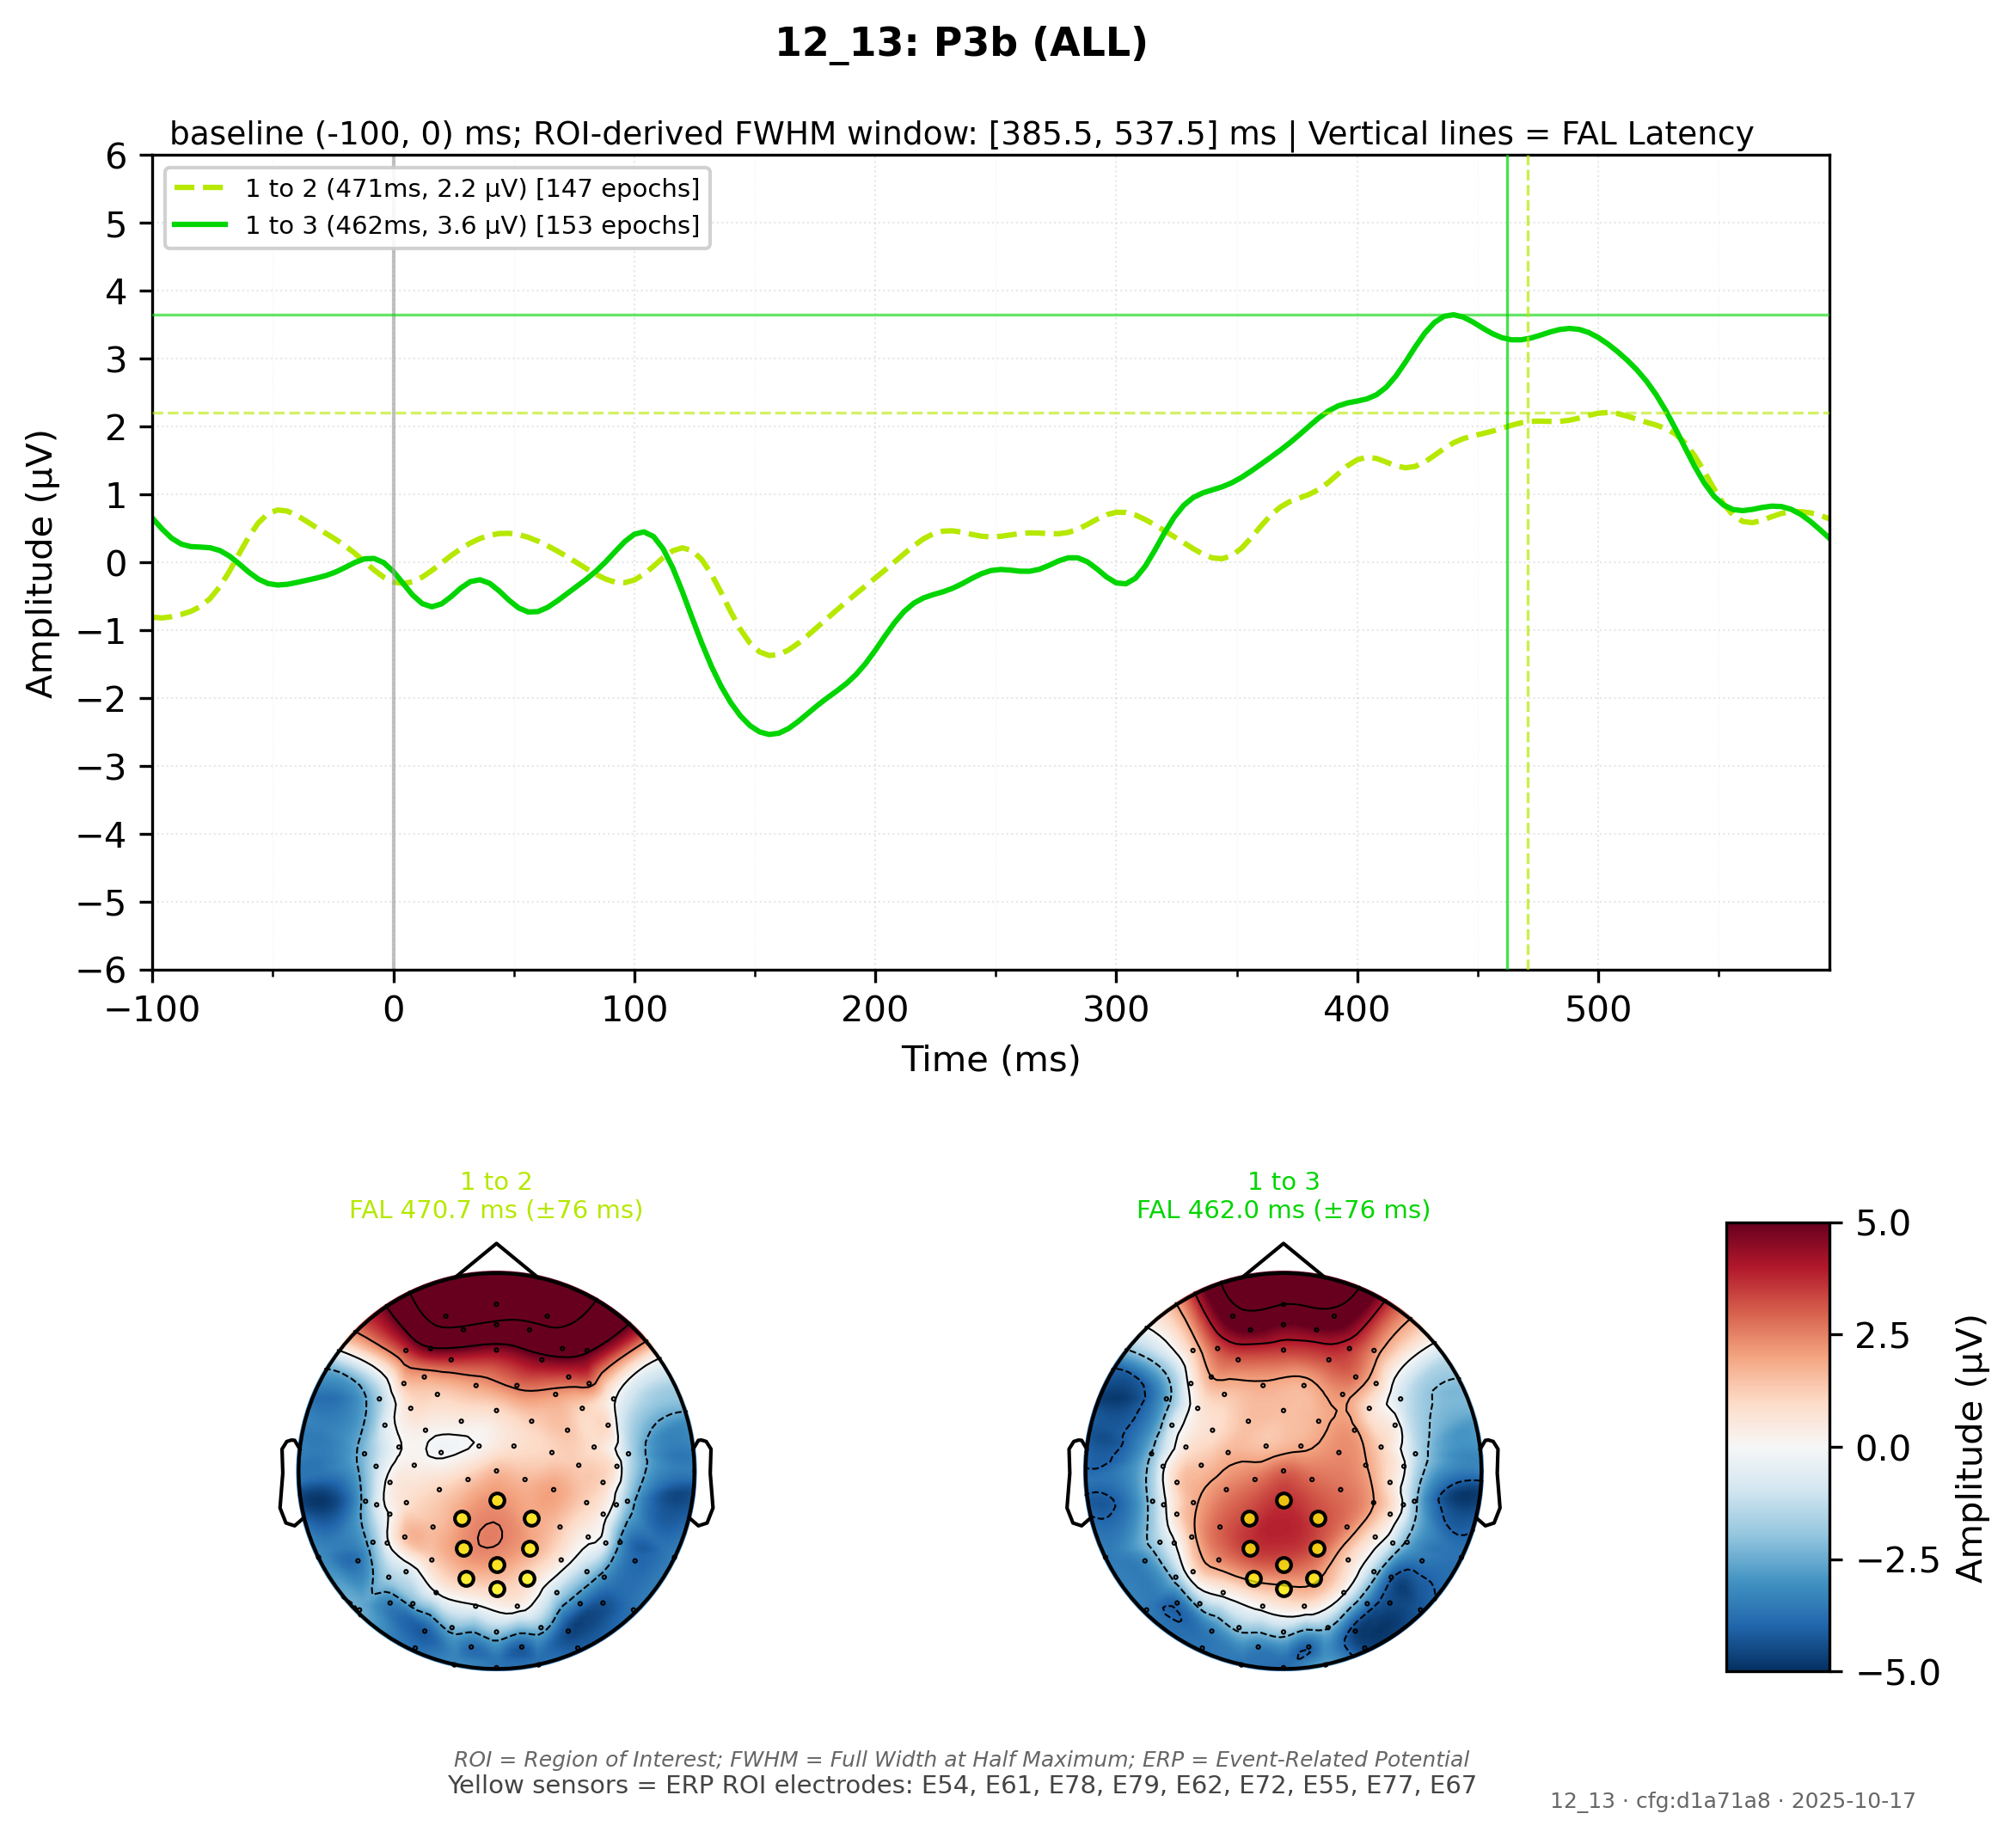 12_13: P3b (ALL)
baseline (-100, 0) ms; ROI-derived FWHM window: [385.5, 537.5] ms | Vertical lines = FAL Latency
1 to 2 (471ms, 2.2 µV) [147 epochs]
1 to 3 (462ms, 3.6 µV) [153 epochs]
6
5
4
3
2
1
0
−1
−2
−3
−4
−5
−6
Amplitude (µV)
−100
0
100
200
300
400
500
Time (ms)
1 to 2
FAL 470.7 ms (±76 ms)
1 to 3
FAL 462.0 ms (±76 ms)
5.0
2.5
0.0
−2.5
−5.0
Amplitude (µV)
ROI = Region of Interest; FWHM = Full Width at Half Maximum; ERP = Event-Related Potential
Yellow sensors = ERP ROI electrodes: E54, E61, E78, E79, E62, E72, E55, E77, E67
12_13 · cfg:d1a71a8 · 2025-10-17